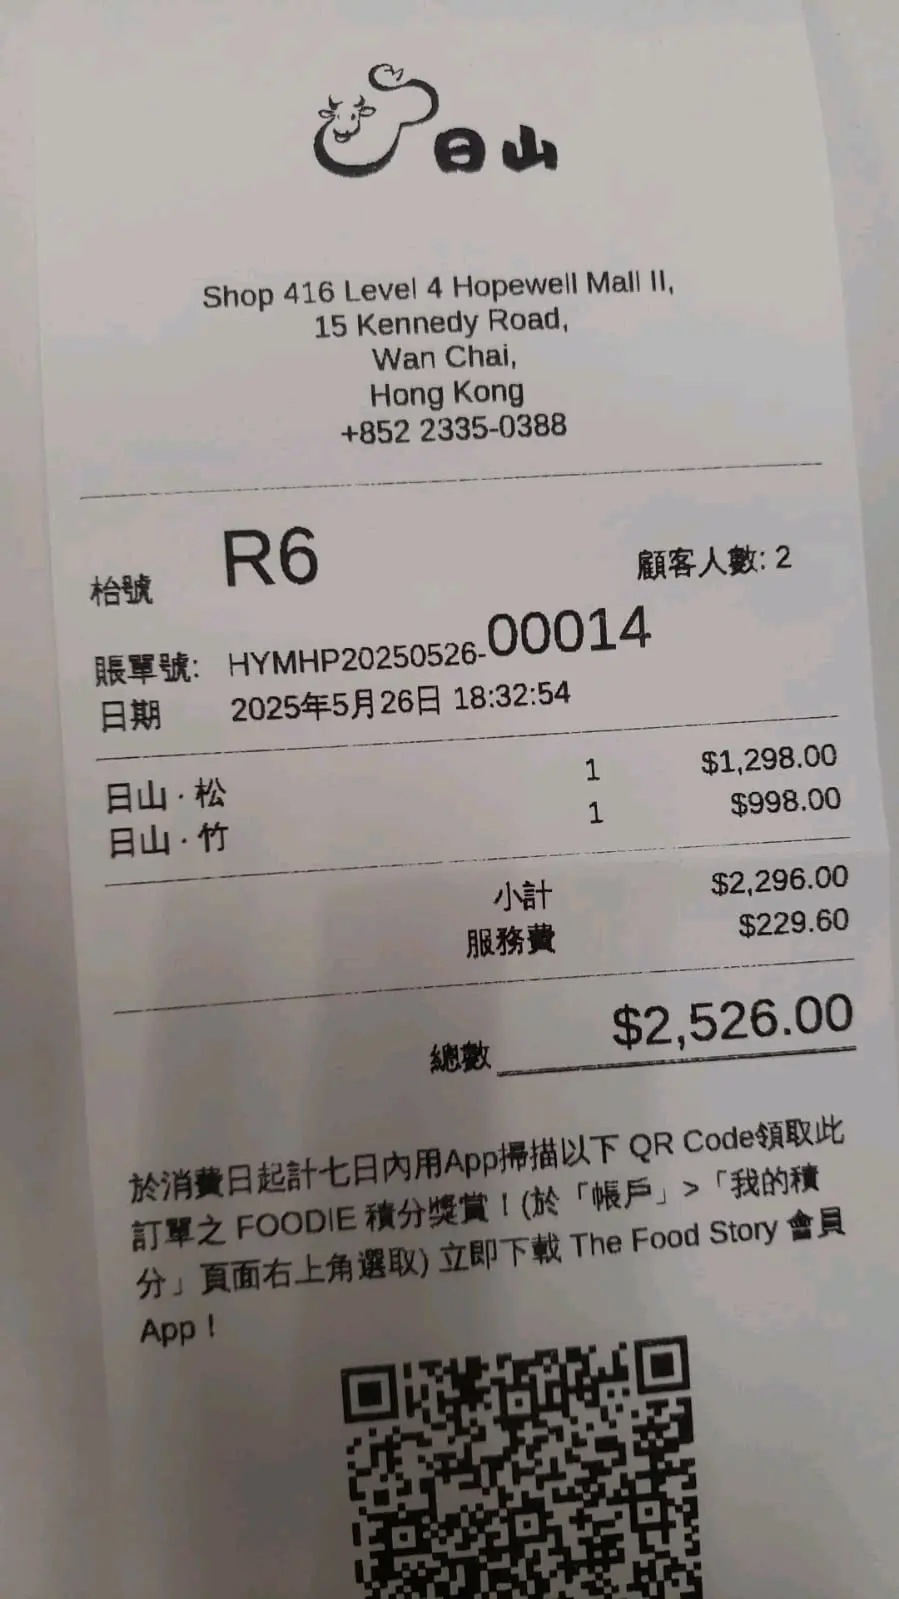 日山
Shop 416 Level 4 Hopewell Mall II,
15 Kennedy Road,
Wan Chai,
Hong Kong
+852 2335-0388
枱號 R6 顧客人數: 2
賬單號: HYMHP20250526-00014
日期 2025年5月26日 18:32:54
日山 · 松 1 $1,298.00
日山 · 竹 1 $998.00
小計 $2,296.00
服務費 $229.60
總數 $2,526.00
於消費日起計七日內用App掃描以下 QR Code領取此
訂單之 FOODIE 積分獎賞！(於「帳戶」>「我的積
分」頁面右上角選取) 立即下載 The Food Story 會員
App！